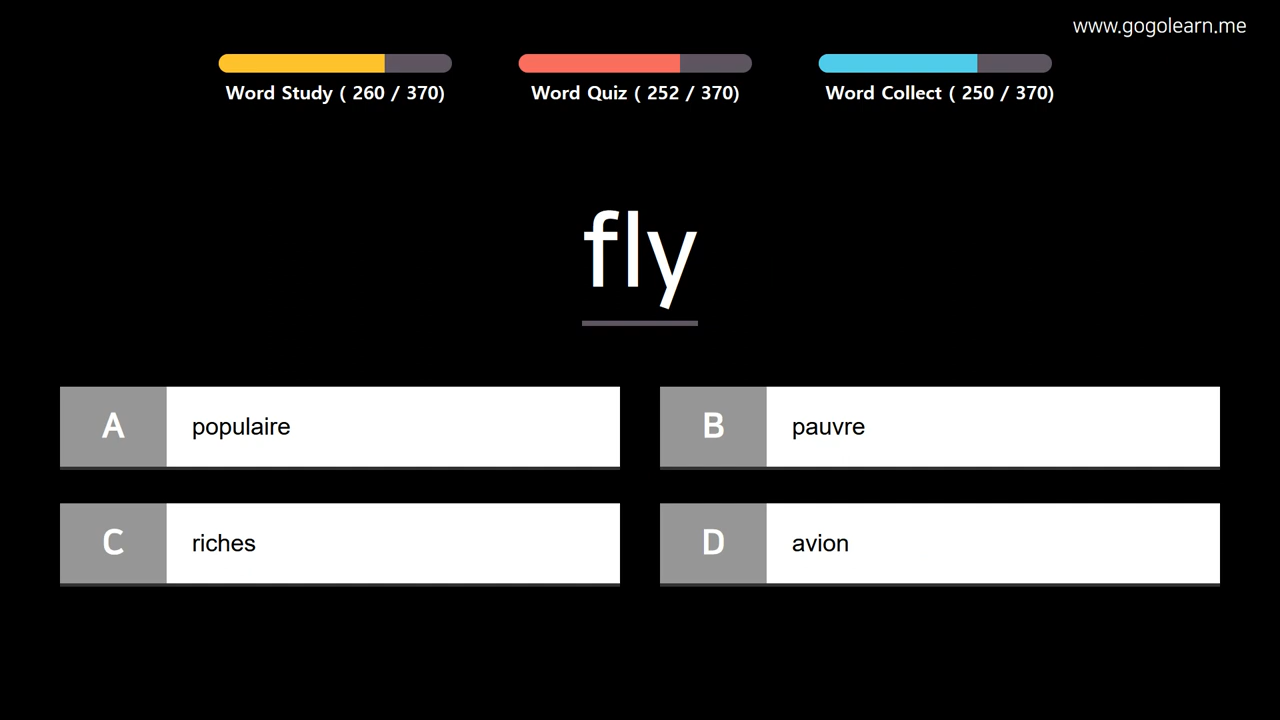 www.gogolearn.me
Word Study ( 260 / 370)
Word Quiz ( 252 / 370)
Word Collect ( 250 / 370)
fly
A populaire
B pauvre
C riches
D avion